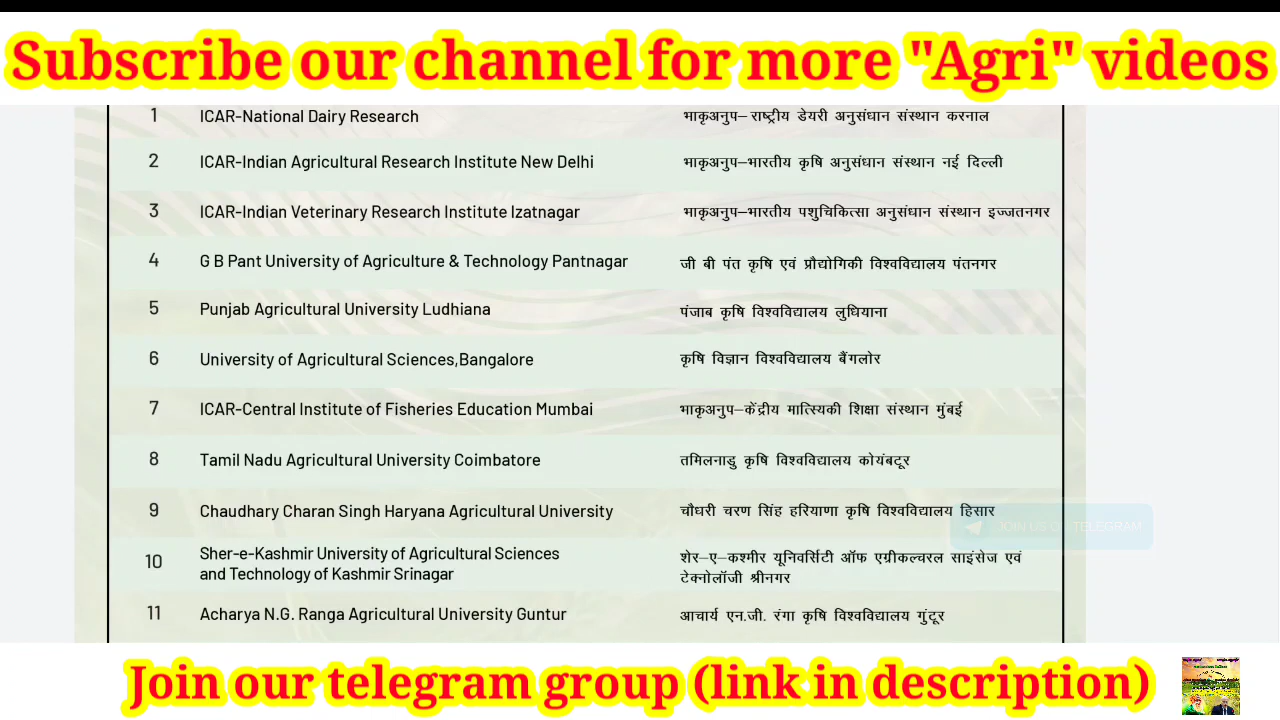 Subscribe our channel for more "Agri" videos
1 ICAR-National Dairy Research भाकृअनुप– राष्ट्रीय डेयरी अनुसंधान संस्थान करनाल
2 ICAR-Indian Agricultural Research Institute New Delhi भाकृअनुप–भारतीय कृषि अनुसंधान संस्थान नई दिल्ली
3 ICAR-Indian Veterinary Research Institute Izatnagar भाकृअनुप–भारतीय पशुचिकित्सा अनुसंधान संस्थान इज्जतनगर
4 G B Pant University of Agriculture & Technology Pantnagar जी बी पंत कृषि एवं प्रौद्योगिकी विश्वविद्यालय पंतनगर
5 Punjab Agricultural University Ludhiana पंजाब कृषि विश्वविद्यालय लुधियाना
6 University of Agricultural Sciences,Bangalore कृषि विज्ञान विश्वविद्यालय बैंगलोर
7 ICAR-Central Institute of Fisheries Education Mumbai भाकृअनुप–केंद्रीय मात्स्यिकी शिक्षा संस्थान मुंबई
8 Tamil Nadu Agricultural University Coimbatore तमिलनाडु कृषि विश्वविद्यालय कोयंबटूर
9 Chaudhary Charan Singh Haryana Agricultural University चौधरी चरण सिंह हरियाणा कृषि विश्वविद्यालय हिसार
JOIN US ON TELEGRAM
10 Sher-e-Kashmir University of Agricultural Sciences शेर–ए–कश्मीर यूनिवर्सिटी ऑफ एग्रीकल्चरल साइंसेज एवं
and Technology of Kashmir Srinagar टेक्नोलॉजी श्रीनगर
11 Acharya N.G. Ranga Agricultural University Guntur आचार्य एन.जी. रंगा कृषि विश्वविद्यालय गुंटूर
Join our telegram group (link in description)